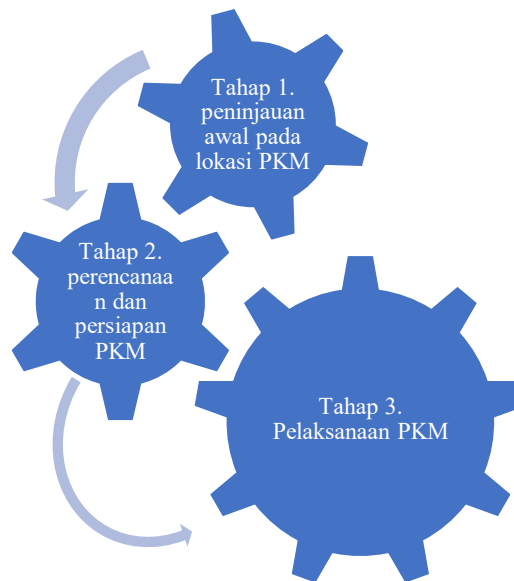 Tahap 1.
peninjauan
awal pada
lokasi PKM
Tahap 2.
perencanaa
n dan
persiapan
PKM
Tahap 3.
Pelaksanaan PKM